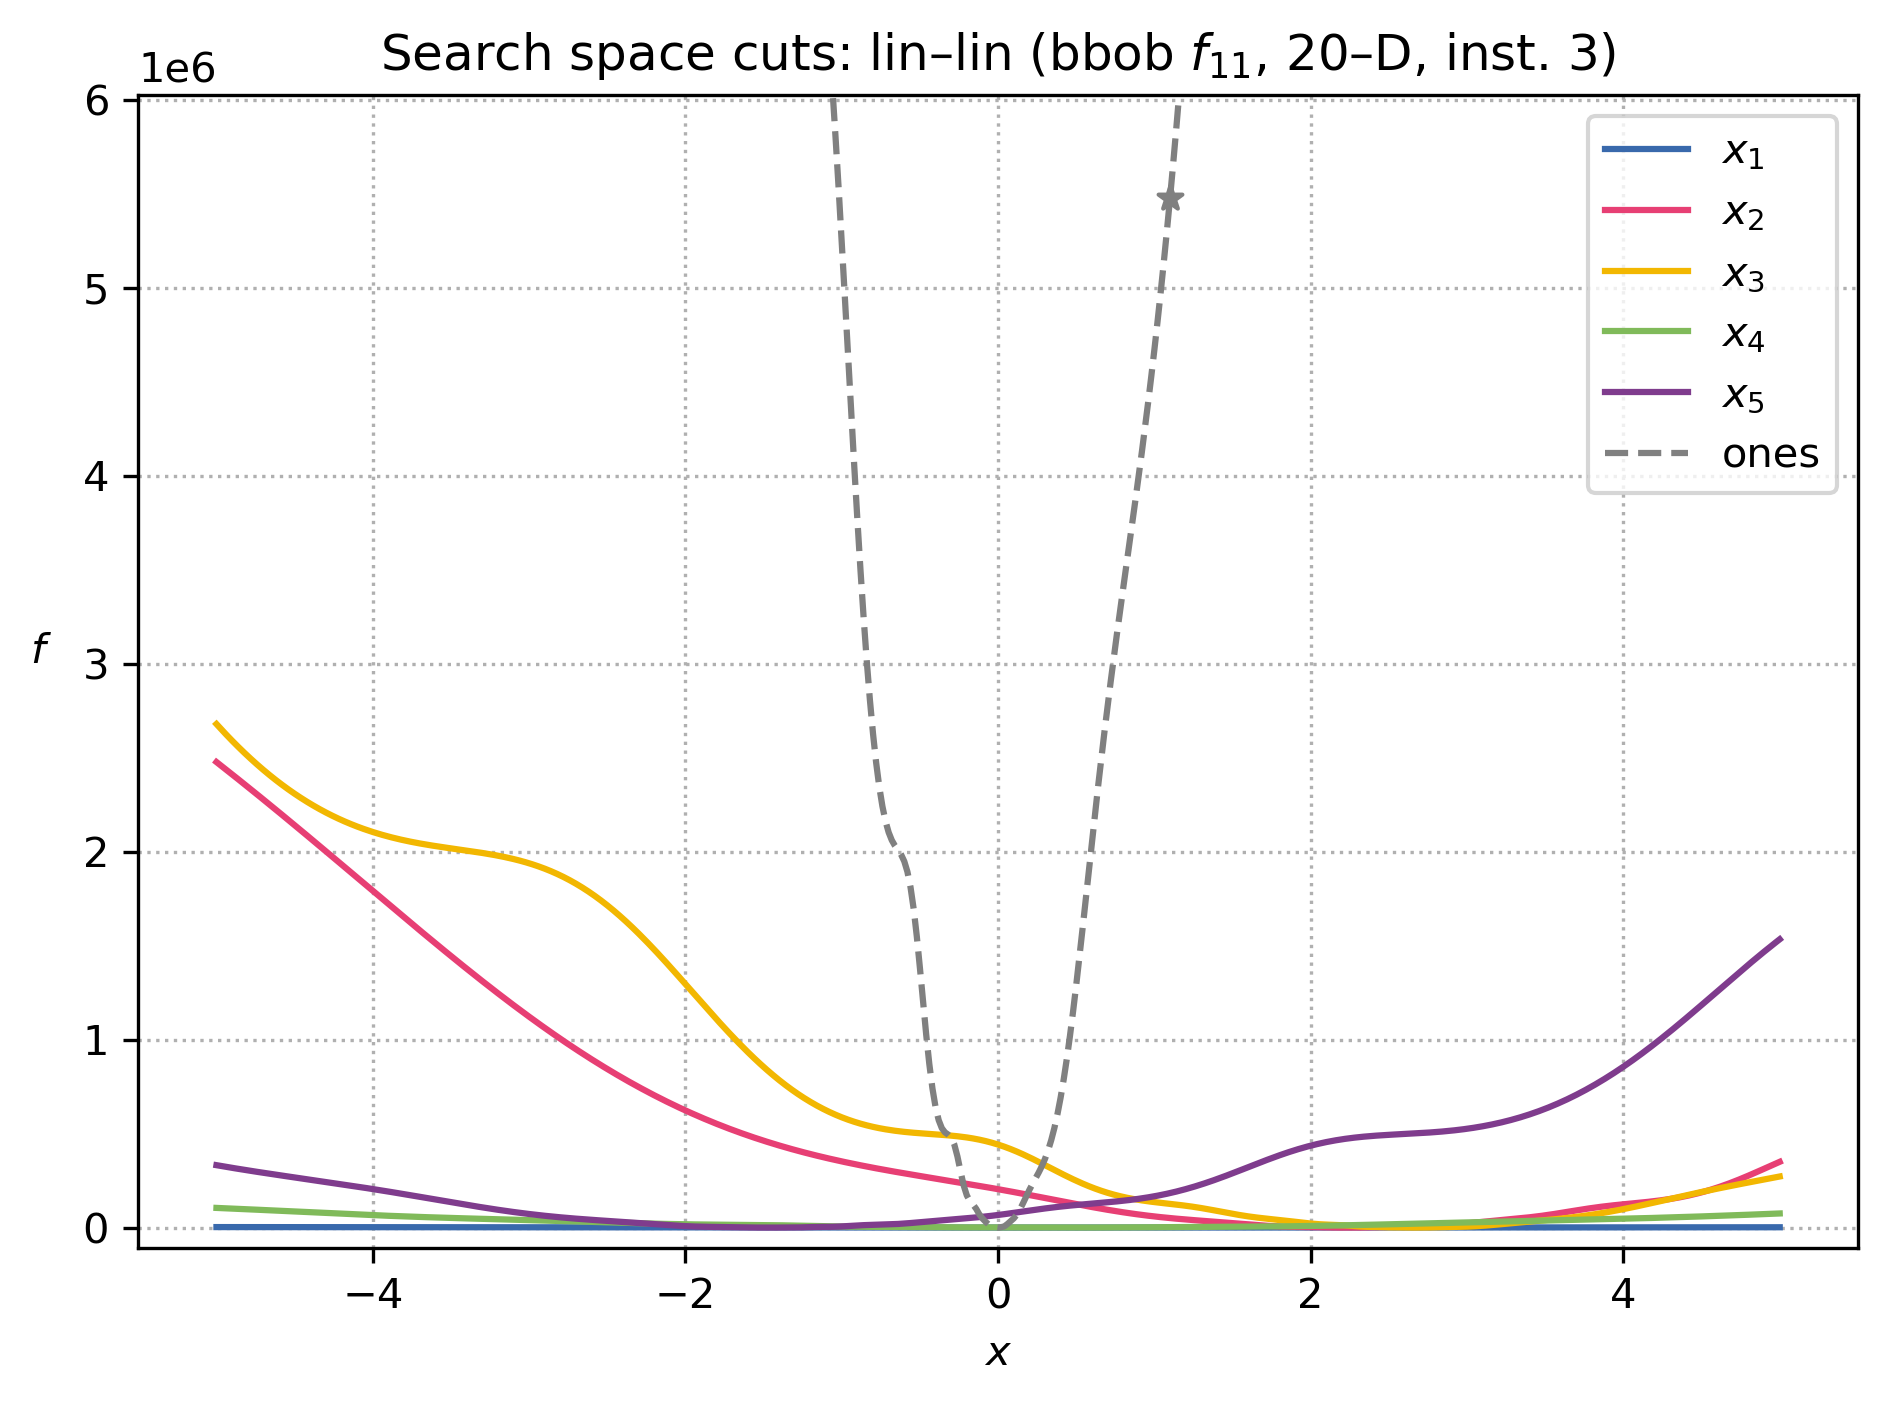 Search space cuts: lin–lin (bbob f₁₁, 20–D, inst. 3)
1e6
6
5
4
3
2
1
0
f
−4 −2 0 2 4
x
x₁
x₂
x₃
x₄
x₅
ones